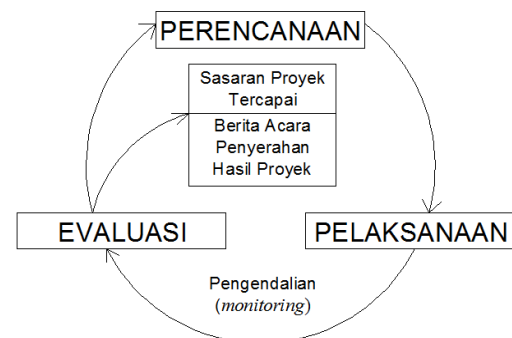 PERENCANAAN
Sasaran Proyek
Tercapai
Berita Acara
Penyerahan
Hasil Proyek
EVALUASI
PELAKSANAAN
Pengendalian
(monitoring)